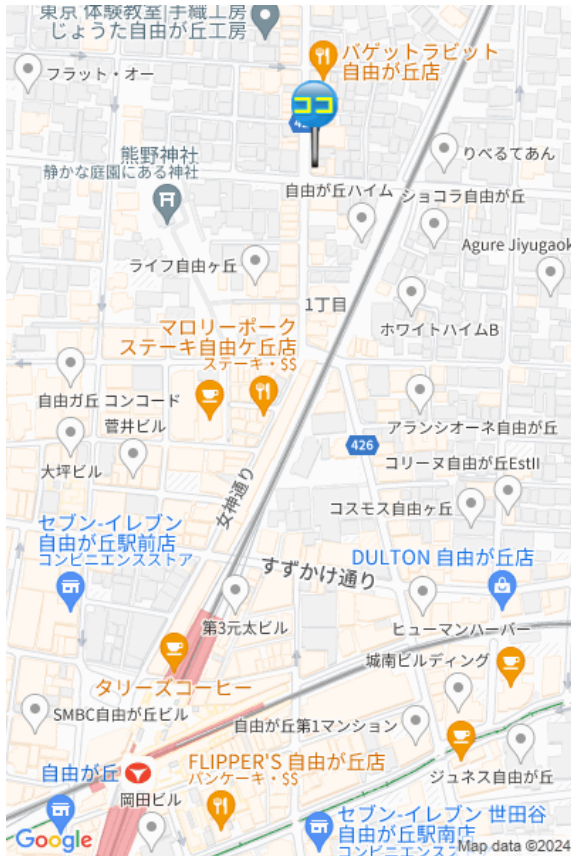 東京 体験教室|手織工房
じょうた自由が丘工房
バゲットラビット
自由が丘店
フラット・オー
ココ
熊野神社
静かな庭園にある神社
りべるてあん
自由が丘ハイム
ショコラ自由が丘
Agure Jiyugaok
ライフ自由ヶ丘
1丁目
ホワイトハイムB
マロリーポーク
ステーキ自由ケ丘店
ステーキ・$$
自由ガ丘 コンコード
菅井ビル
アランシオーネ自由が丘
426
コリーヌ自由が丘EstII
大坪ビル
女神通り
コスモス自由ヶ丘
セブン-イレブン
自由が丘駅前店
コンビニエンスストア
すずかけ通り
DULTON 自由が丘店
第3元太ビル
ヒューマンハーバー
城南ビルディング
タリーズコーヒー
SMBC自由が丘ビル
自由が丘第1マンション
自由が丘
FLIPPER'S 自由が丘店
パンケーキ・$$
ジュネス自由が丘
岡田ビル
セブン-イレブン 世田谷
自由が丘駅南店
コンビニエンスストア
Google
Map data ©2024